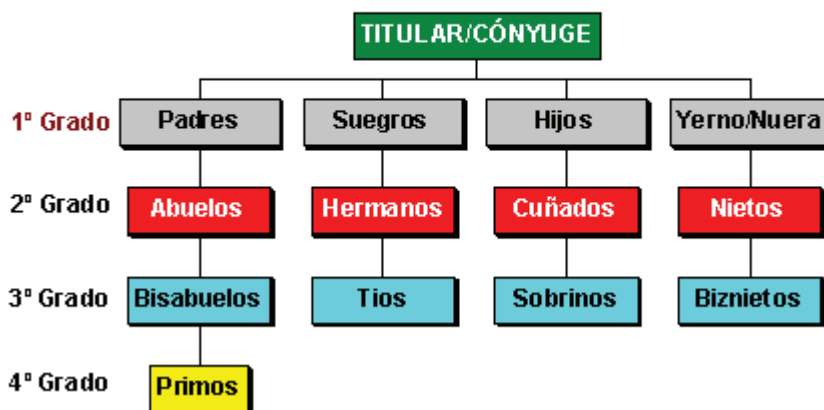 TITULAR/CÓNYUGE
1º Grado Padres Suegros Hijos Yerno/Nuera
2º Grado Abuelos Hermanos Cuñados Nietos
3º Grado Bisabuelos Tios Sobrinos Biznietos
4º Grado Primos